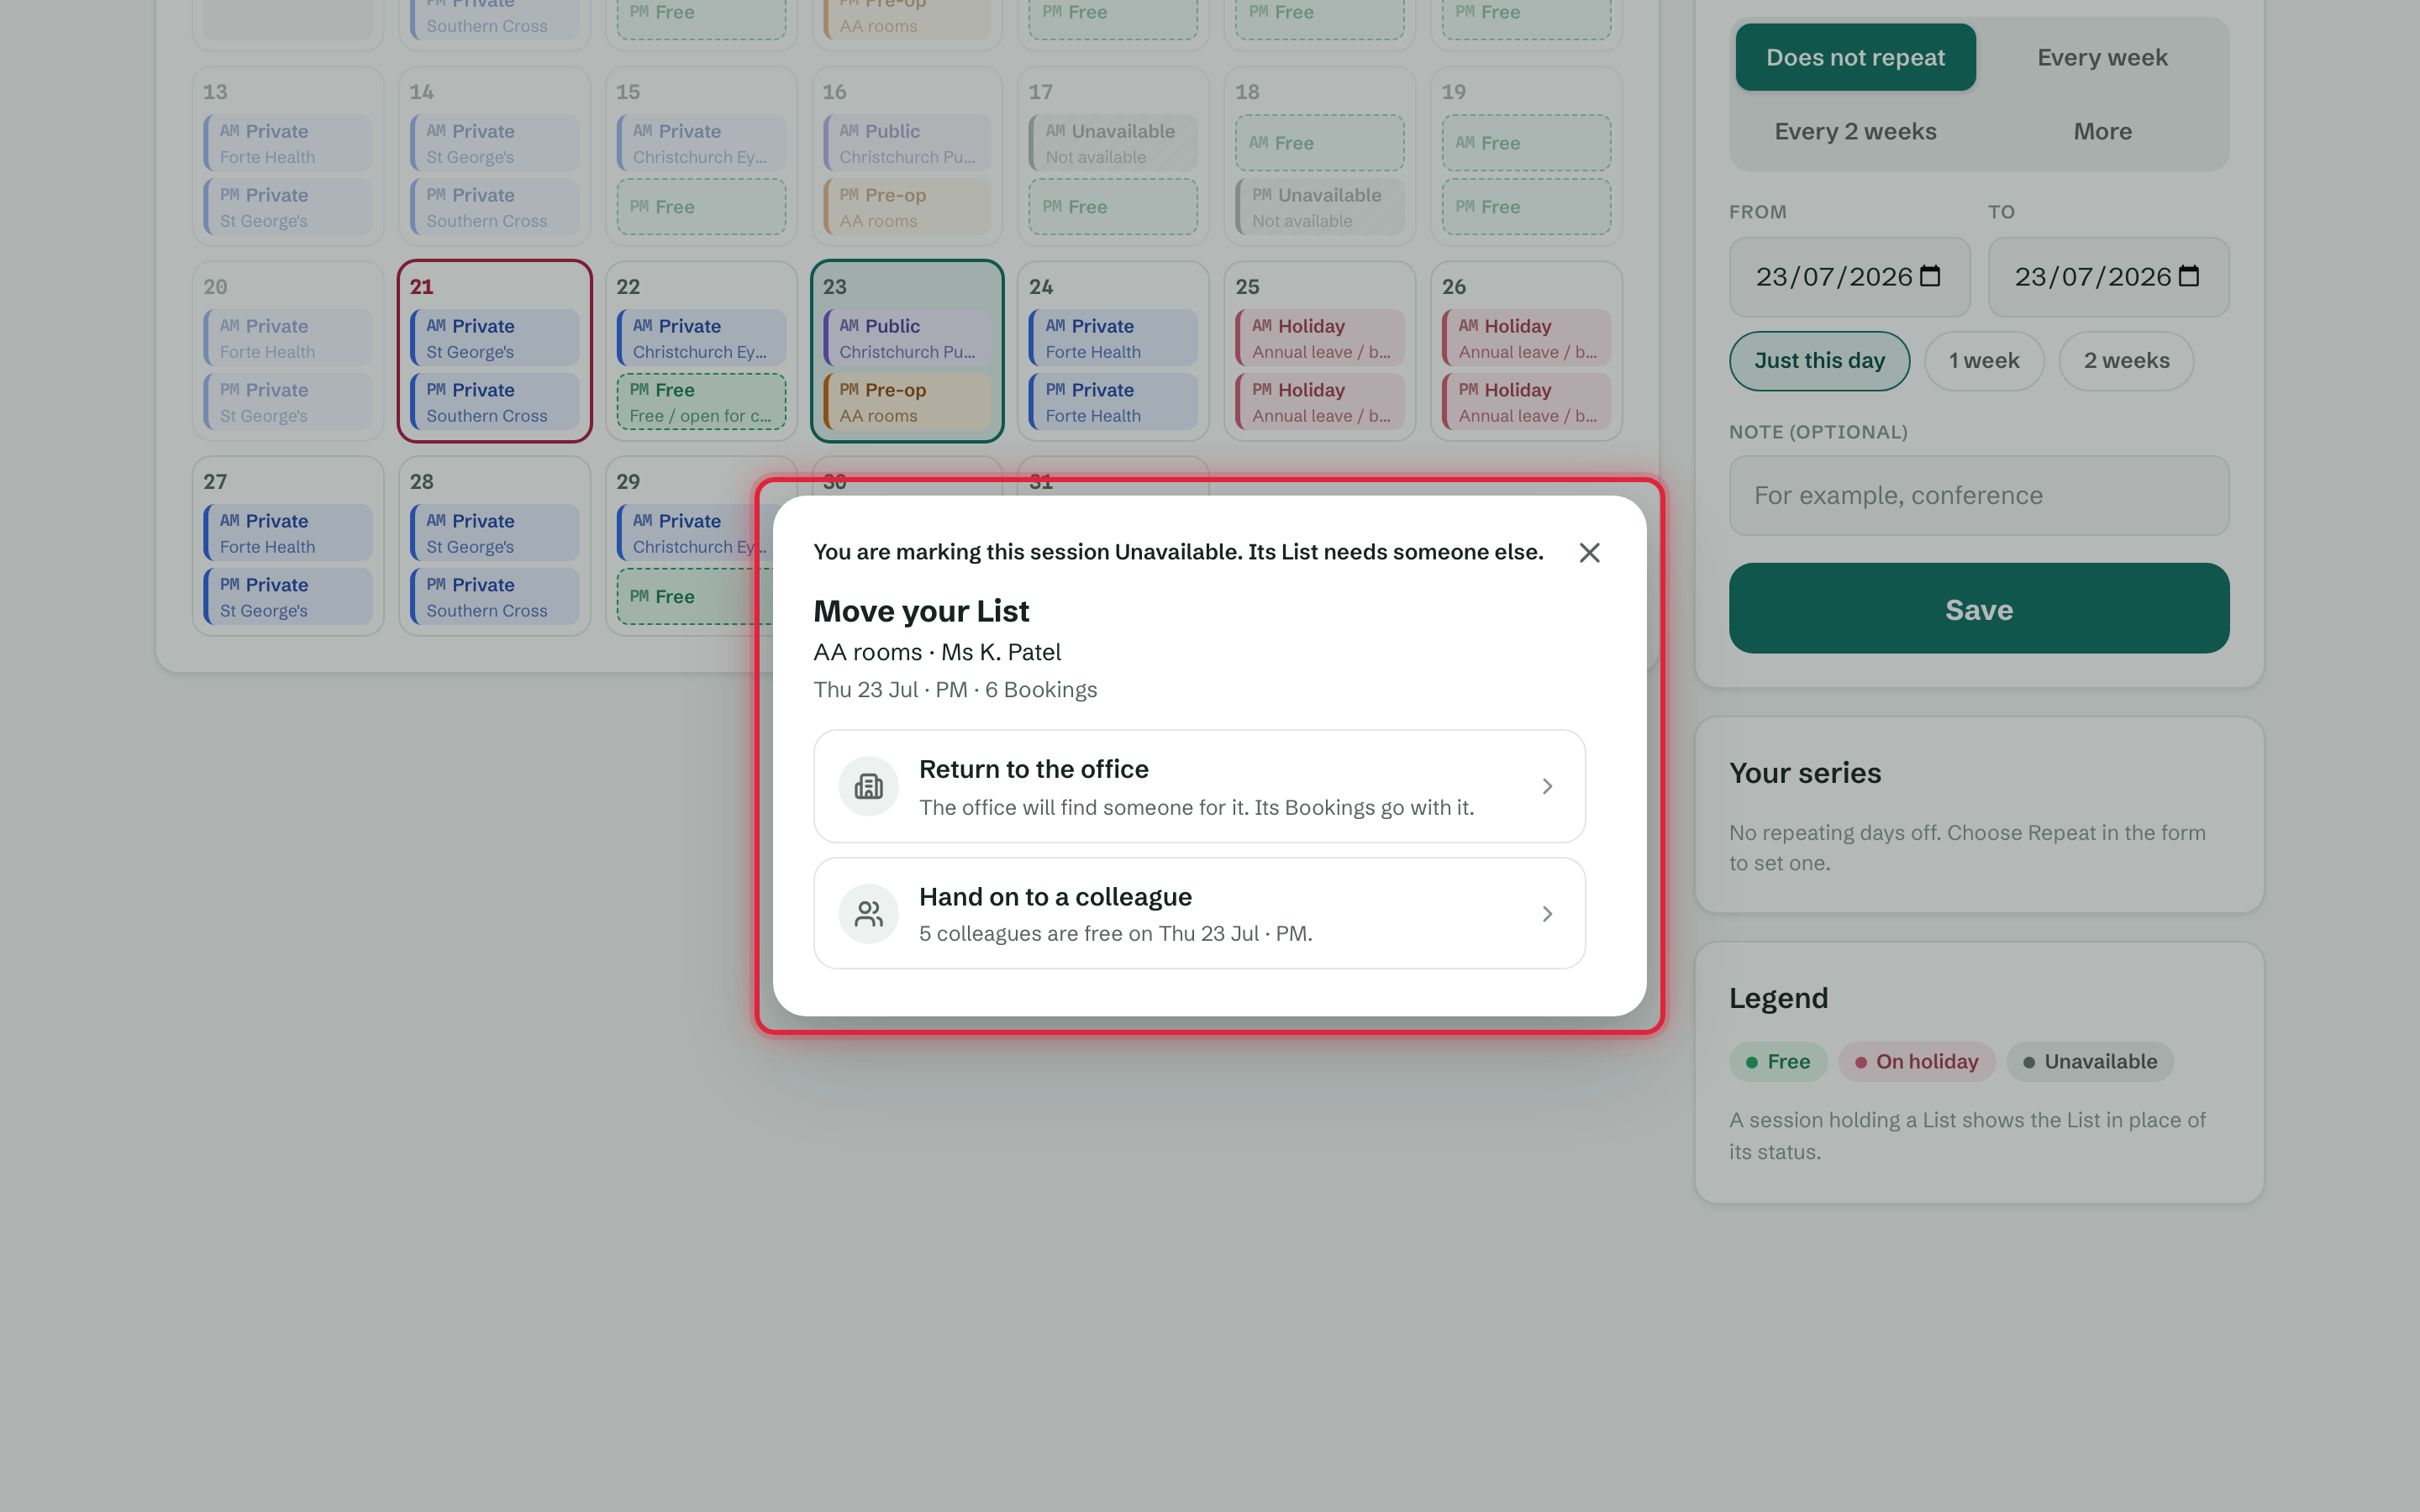 PM Private
Southern Cross
PM Free
PM Pre-op
AA rooms
PM Free
PM Free
PM Free
13
AM Private
Forte Health
PM Private
St George's
14
AM Private
St George's
PM Private
Southern Cross
15
AM Private
Christchurch Ey...
PM Free
16
AM Public
Christchurch Pu...
PM Pre-op
AA rooms
17
AM Unavailable
Not available
PM Free
18
AM Free
PM Unavailable
Not available
19
AM Free
PM Free
20
AM Private
Forte Health
PM Private
St George's
21
AM Private
St George's
PM Private
Southern Cross
22
AM Private
Christchurch Ey...
PM Free
Free / open for c...
23
AM Public
Christchurch Pu...
PM Pre-op
AA rooms
24
AM Private
Forte Health
PM Private
Forte Health
25
AM Holiday
Annual leave / b...
PM Holiday
Annual leave / b...
26
AM Holiday
Annual leave / b...
PM Holiday
Annual leave / b...
27
AM Private
Forte Health
PM Private
St George's
28
AM Private
St George's
PM Private
Southern Cross
29
AM Private
Christchurch Ey...
PM Free
30
31
You are marking this session Unavailable. Its List needs someone else.
Move your List
AA rooms · Ms K. Patel
Thu 23 Jul · PM · 6 Bookings
Return to the office
The office will find someone for it. Its Bookings go with it.
Hand on to a colleague
5 colleagues are free on Thu 23 Jul · PM.
Does not repeat
Every week
Every 2 weeks
More
FROM
TO
23/07/2026
23/07/2026
Just this day
1 week
2 weeks
NOTE (OPTIONAL)
For example, conference
Save
Your series
No repeating days off. Choose Repeat in the form
to set one.
Legend
Free
On holiday
Unavailable
A session holding a List shows the List in place of
its status.